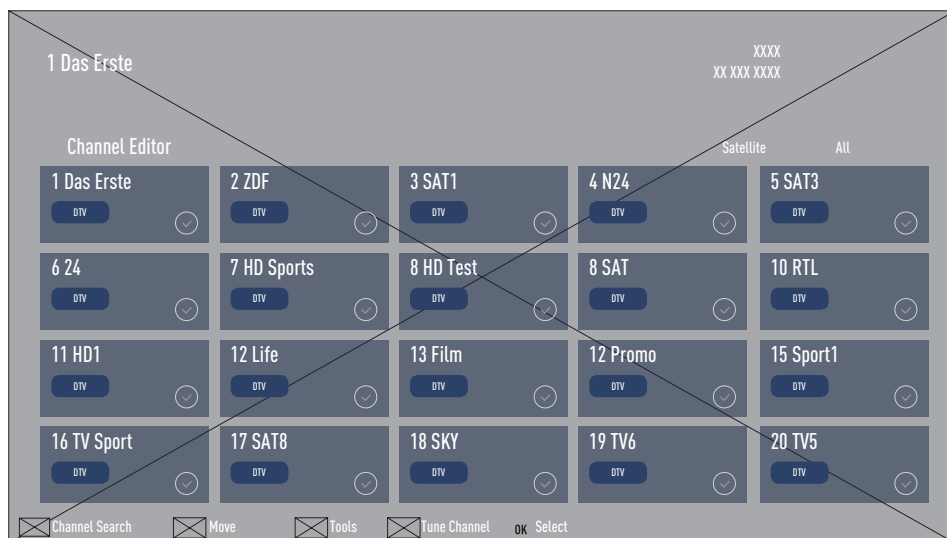 1 Das Erste
XXXX
XX XXX XXXX
Channel Editor
Satellite All
1 Das Erste 2 ZDF 3 SAT1 4 N24 5 SAT3
DTV DTV DTV DTV DTV
6 24 7 HD Sports 8 HD Test 8 SAT 10 RTL
DTV DTV DTV DTV DTV
11 HD1 12 Life 13 Film 12 Promo 15 Sport1
DTV DTV DTV DTV DTV
16 TV Sport 17 SAT8 18 SKY 19 TV6 20 TV5
DTV DTV DTV DTV DTV
Channel Search Move Tools Tune Channel OK Select